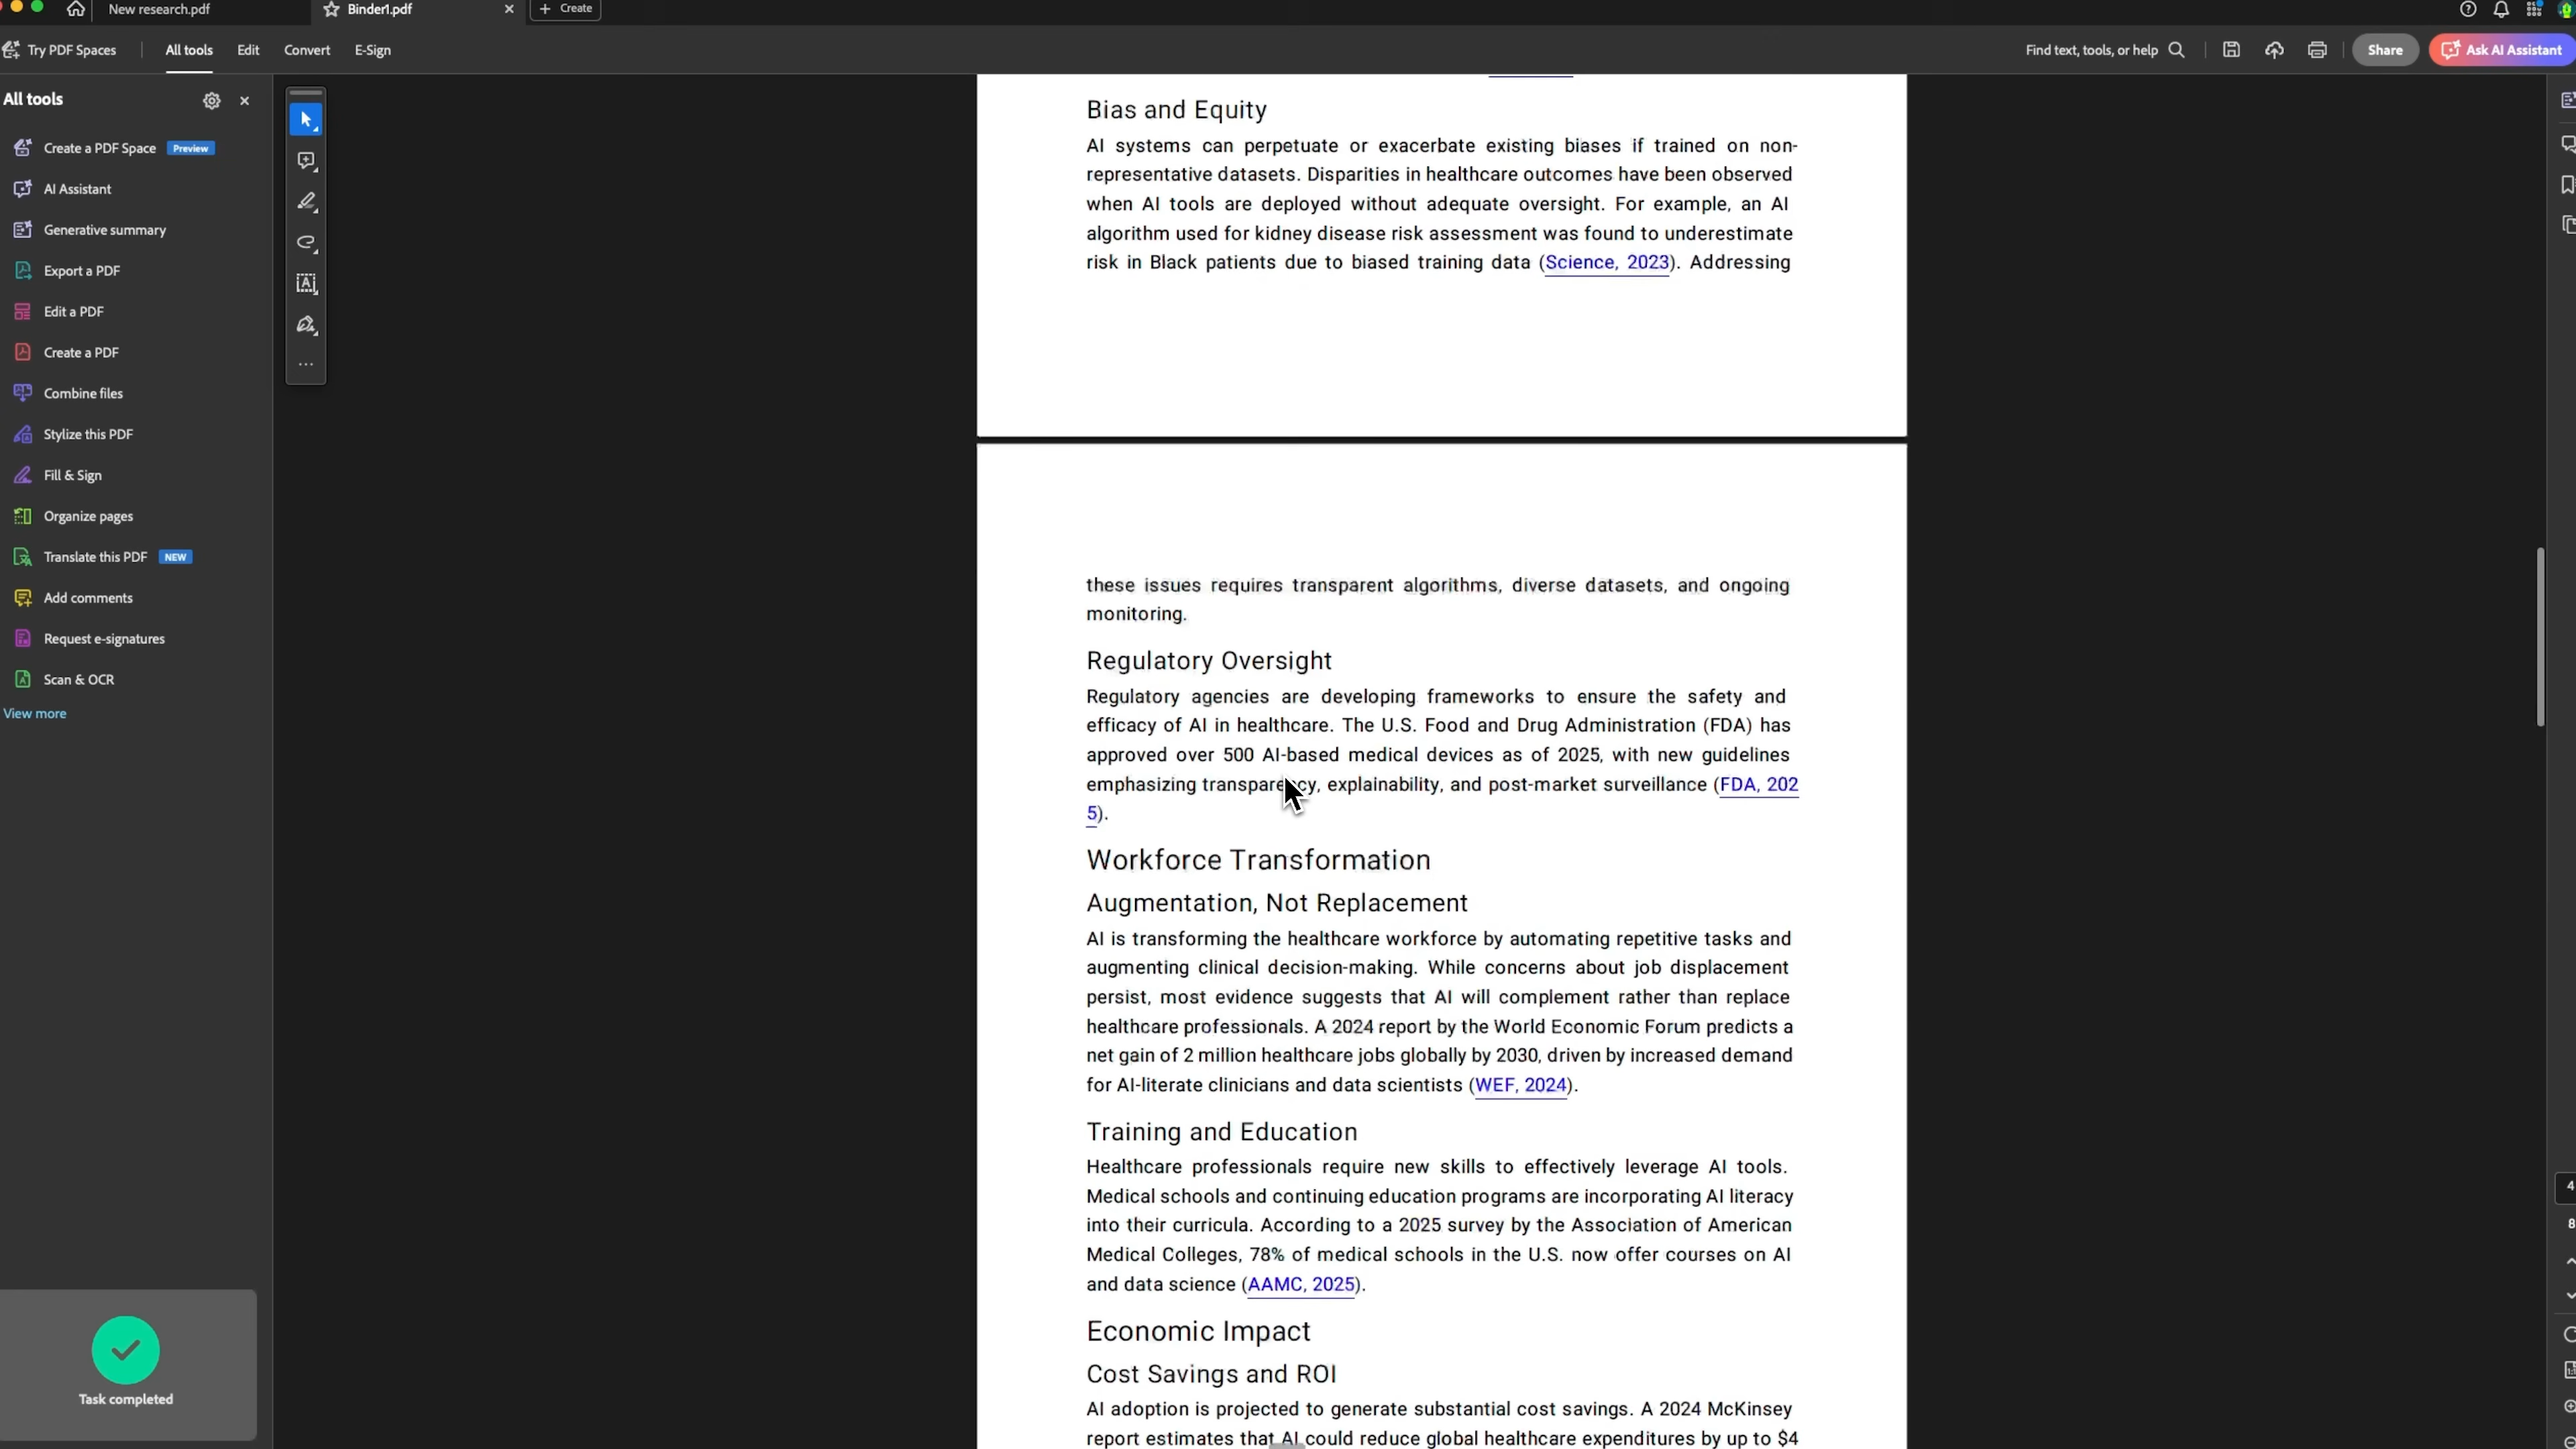 New research.pdf
Binder1.pdf
Create
Try PDF Spaces
All tools
Edit
Convert
E-Sign
Find text, tools, or help
Share
Ask AI Assistant
All tools
Create a PDF Space Preview
AI Assistant
Generative summary
Export a PDF
Edit a PDF
Create a PDF
Combine files
Stylize this PDF
Fill & Sign
Organize pages
Translate this PDF NEW
Add comments
Request e-signatures
Scan & OCR
View more
Task completed
Bias and Equity
AI systems can perpetuate or exacerbate existing biases if trained on non-
representative datasets. Disparities in healthcare outcomes have been observed
when AI tools are deployed without adequate oversight. For example, an AI
algorithm used for kidney disease risk assessment was found to underestimate
risk in Black patients due to biased training data (Science, 2023). Addressing
these issues requires transparent algorithms, diverse datasets, and ongoing
monitoring.
Regulatory Oversight
Regulatory agencies are developing frameworks to ensure the safety and
efficacy of AI in healthcare. The U.S. Food and Drug Administration (FDA) has
approved over 500 AI-based medical devices as of 2025, with new guidelines
emphasizing transparency, explainability, and post-market surveillance (FDA, 202
5).
Workforce Transformation
Augmentation, Not Replacement
AI is transforming the healthcare workforce by automating repetitive tasks and
augmenting clinical decision-making. While concerns about job displacement
persist, most evidence suggests that AI will complement rather than replace
healthcare professionals. A 2024 report by the World Economic Forum predicts a
net gain of 2 million healthcare jobs globally by 2030, driven by increased demand
for AI-literate clinicians and data scientists (WEF, 2024).
Training and Education
Healthcare professionals require new skills to effectively leverage AI tools.
Medical schools and continuing education programs are incorporating AI literacy
into their curricula. According to a 2025 survey by the Association of American
Medical Colleges, 78% of medical schools in the U.S. now offer courses on AI
and data science (AAMC, 2025).
Economic Impact
Cost Savings and ROI
AI adoption is projected to generate substantial cost savings. A 2024 McKinsey
report estimates that AI could reduce global healthcare expenditures by up to $4
4
8